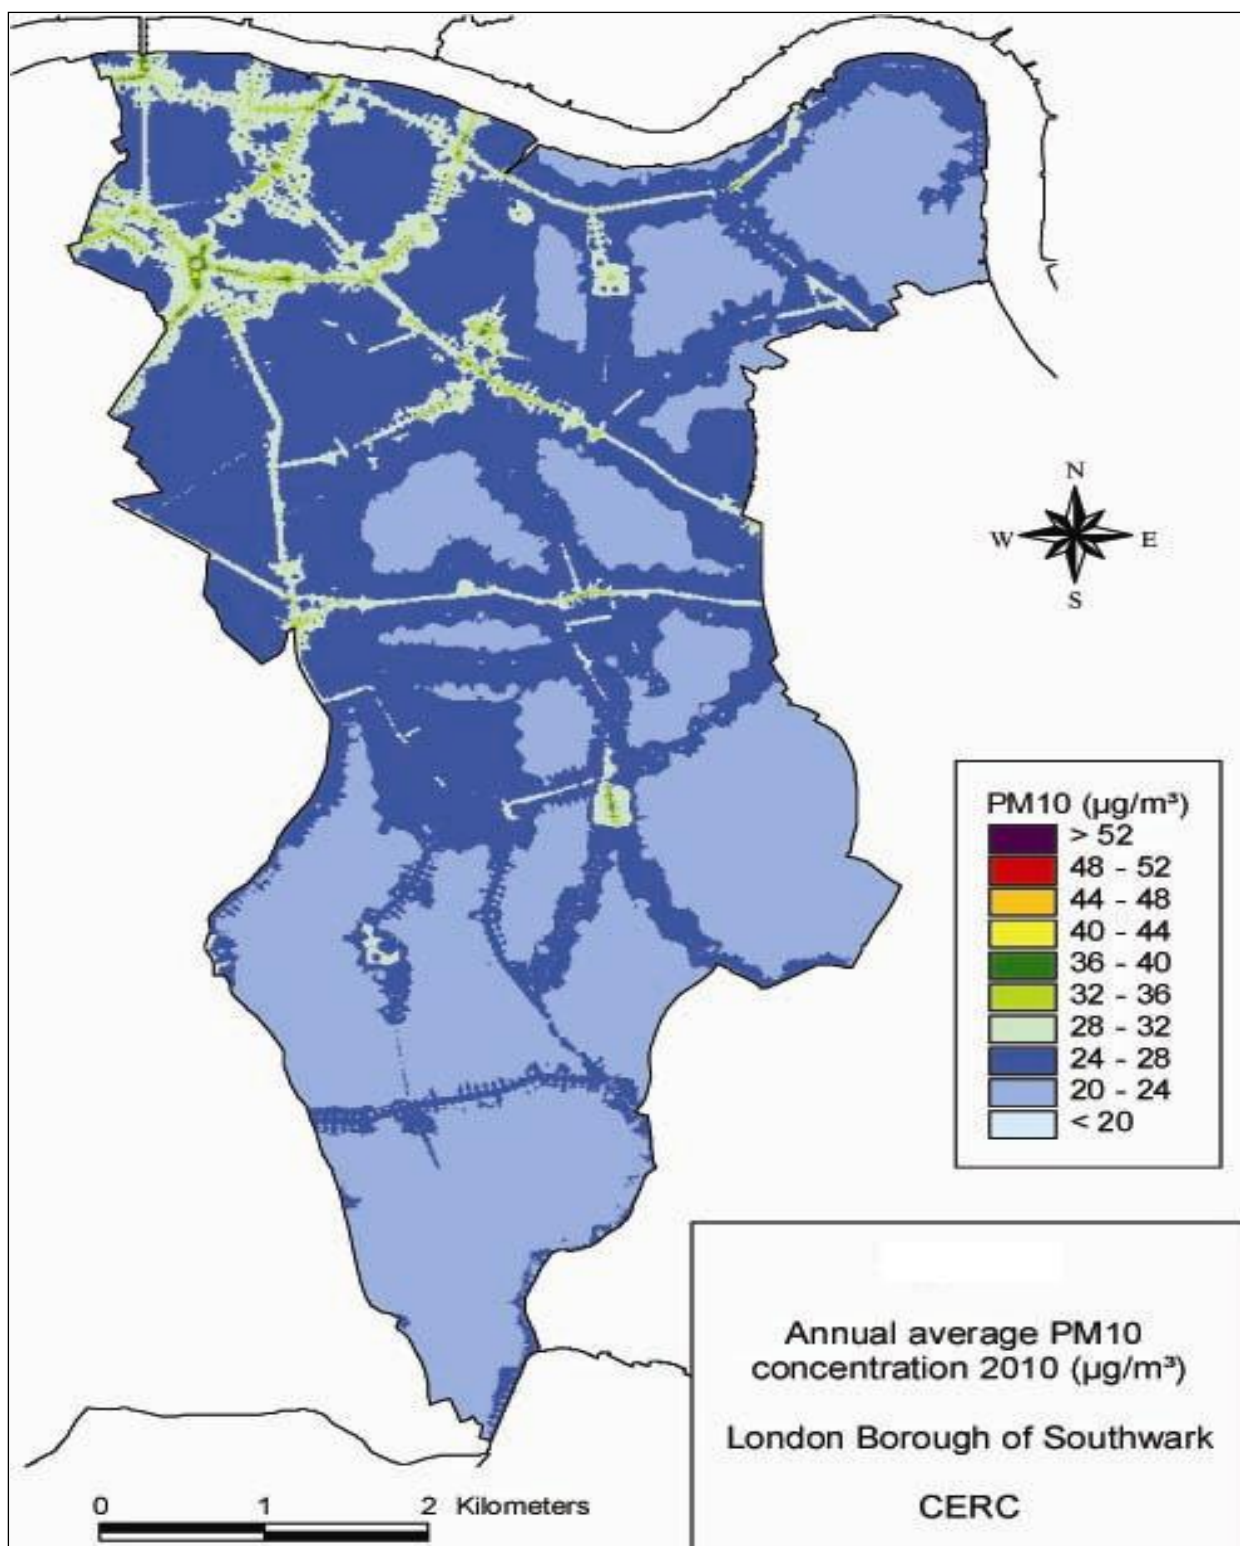 N
W E
S
PM10 (µg/m³)
> 52
48 - 52
44 - 48
40 - 44
36 - 40
32 - 36
28 - 32
24 - 28
20 - 24
< 20
Annual average PM10
concentration 2010 (µg/m³)
London Borough of Southwark
CERC
0 1 2 Kilometers